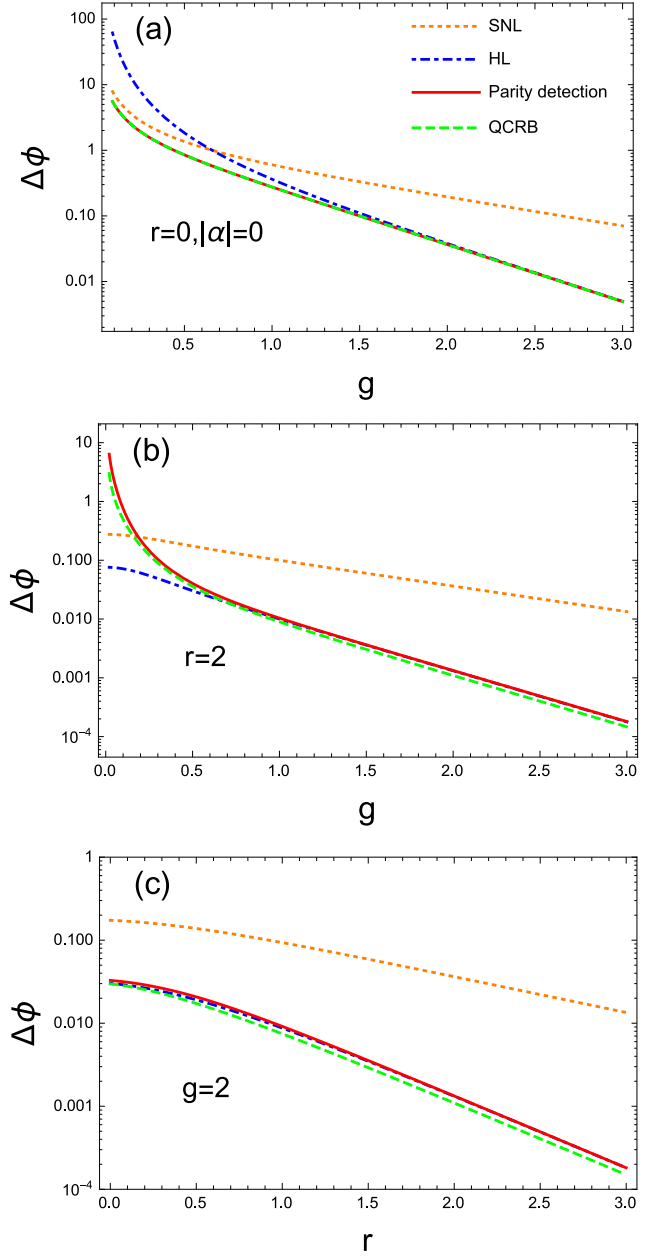 (a)
SNL
HL
Parity detection
QCRB
100
10
1
0.10
0.01
Δϕ
r=0,|α|=0
0.5 1.0 1.5 2.0 2.5 3.0
g
(b)
10
1
0.100
0.010
0.001
10⁻⁴
Δϕ
r=2
0.0 0.5 1.0 1.5 2.0 2.5 3.0
g
(c)
1
0.100
0.010
0.001
10⁻⁴
Δϕ
g=2
0.0 0.5 1.0 1.5 2.0 2.5 3.0
r